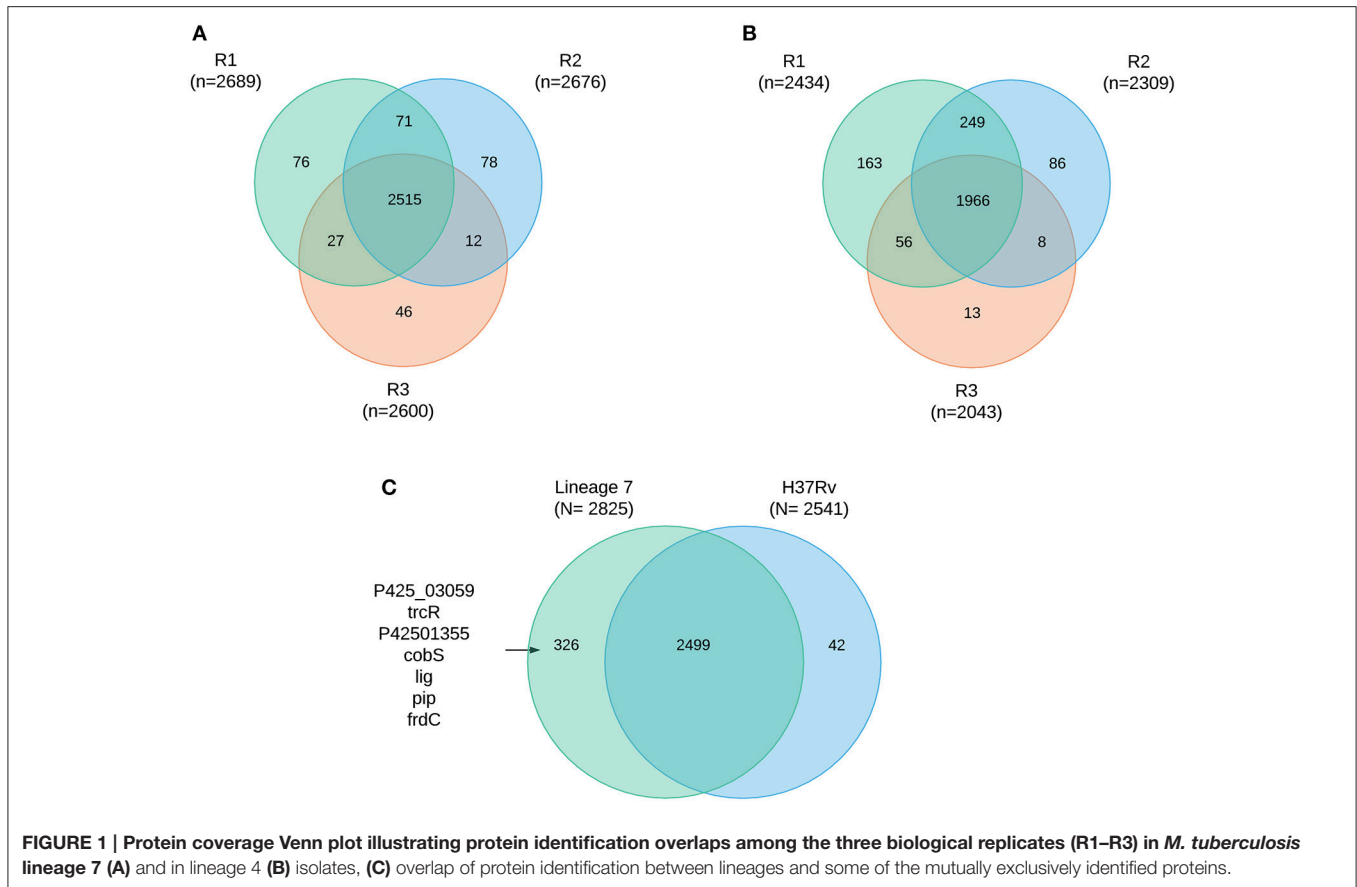 A
R1
(n=2689)
R2
(n=2676)
71
76
78
2515
27
12
46
R3
(n=2600)
B
R1
(n=2434)
R2
(n=2309)
249
163
86
1966
56
8
13
R3
(n=2043)
C
Lineage 7
(N= 2825)
H37Rv
(N= 2541)
P425_03059
trcR
P42501355
cobS
lig
pip
frdC
326
2499
42
FIGURE 1 | Protein coverage Venn plot illustrating protein identification overlaps among the three biological replicates (R1–R3) in M. tuberculosis
lineage 7 (A) and in lineage 4 (B) isolates, (C) overlap of protein identification between lineages and some of the mutually exclusively identified proteins.